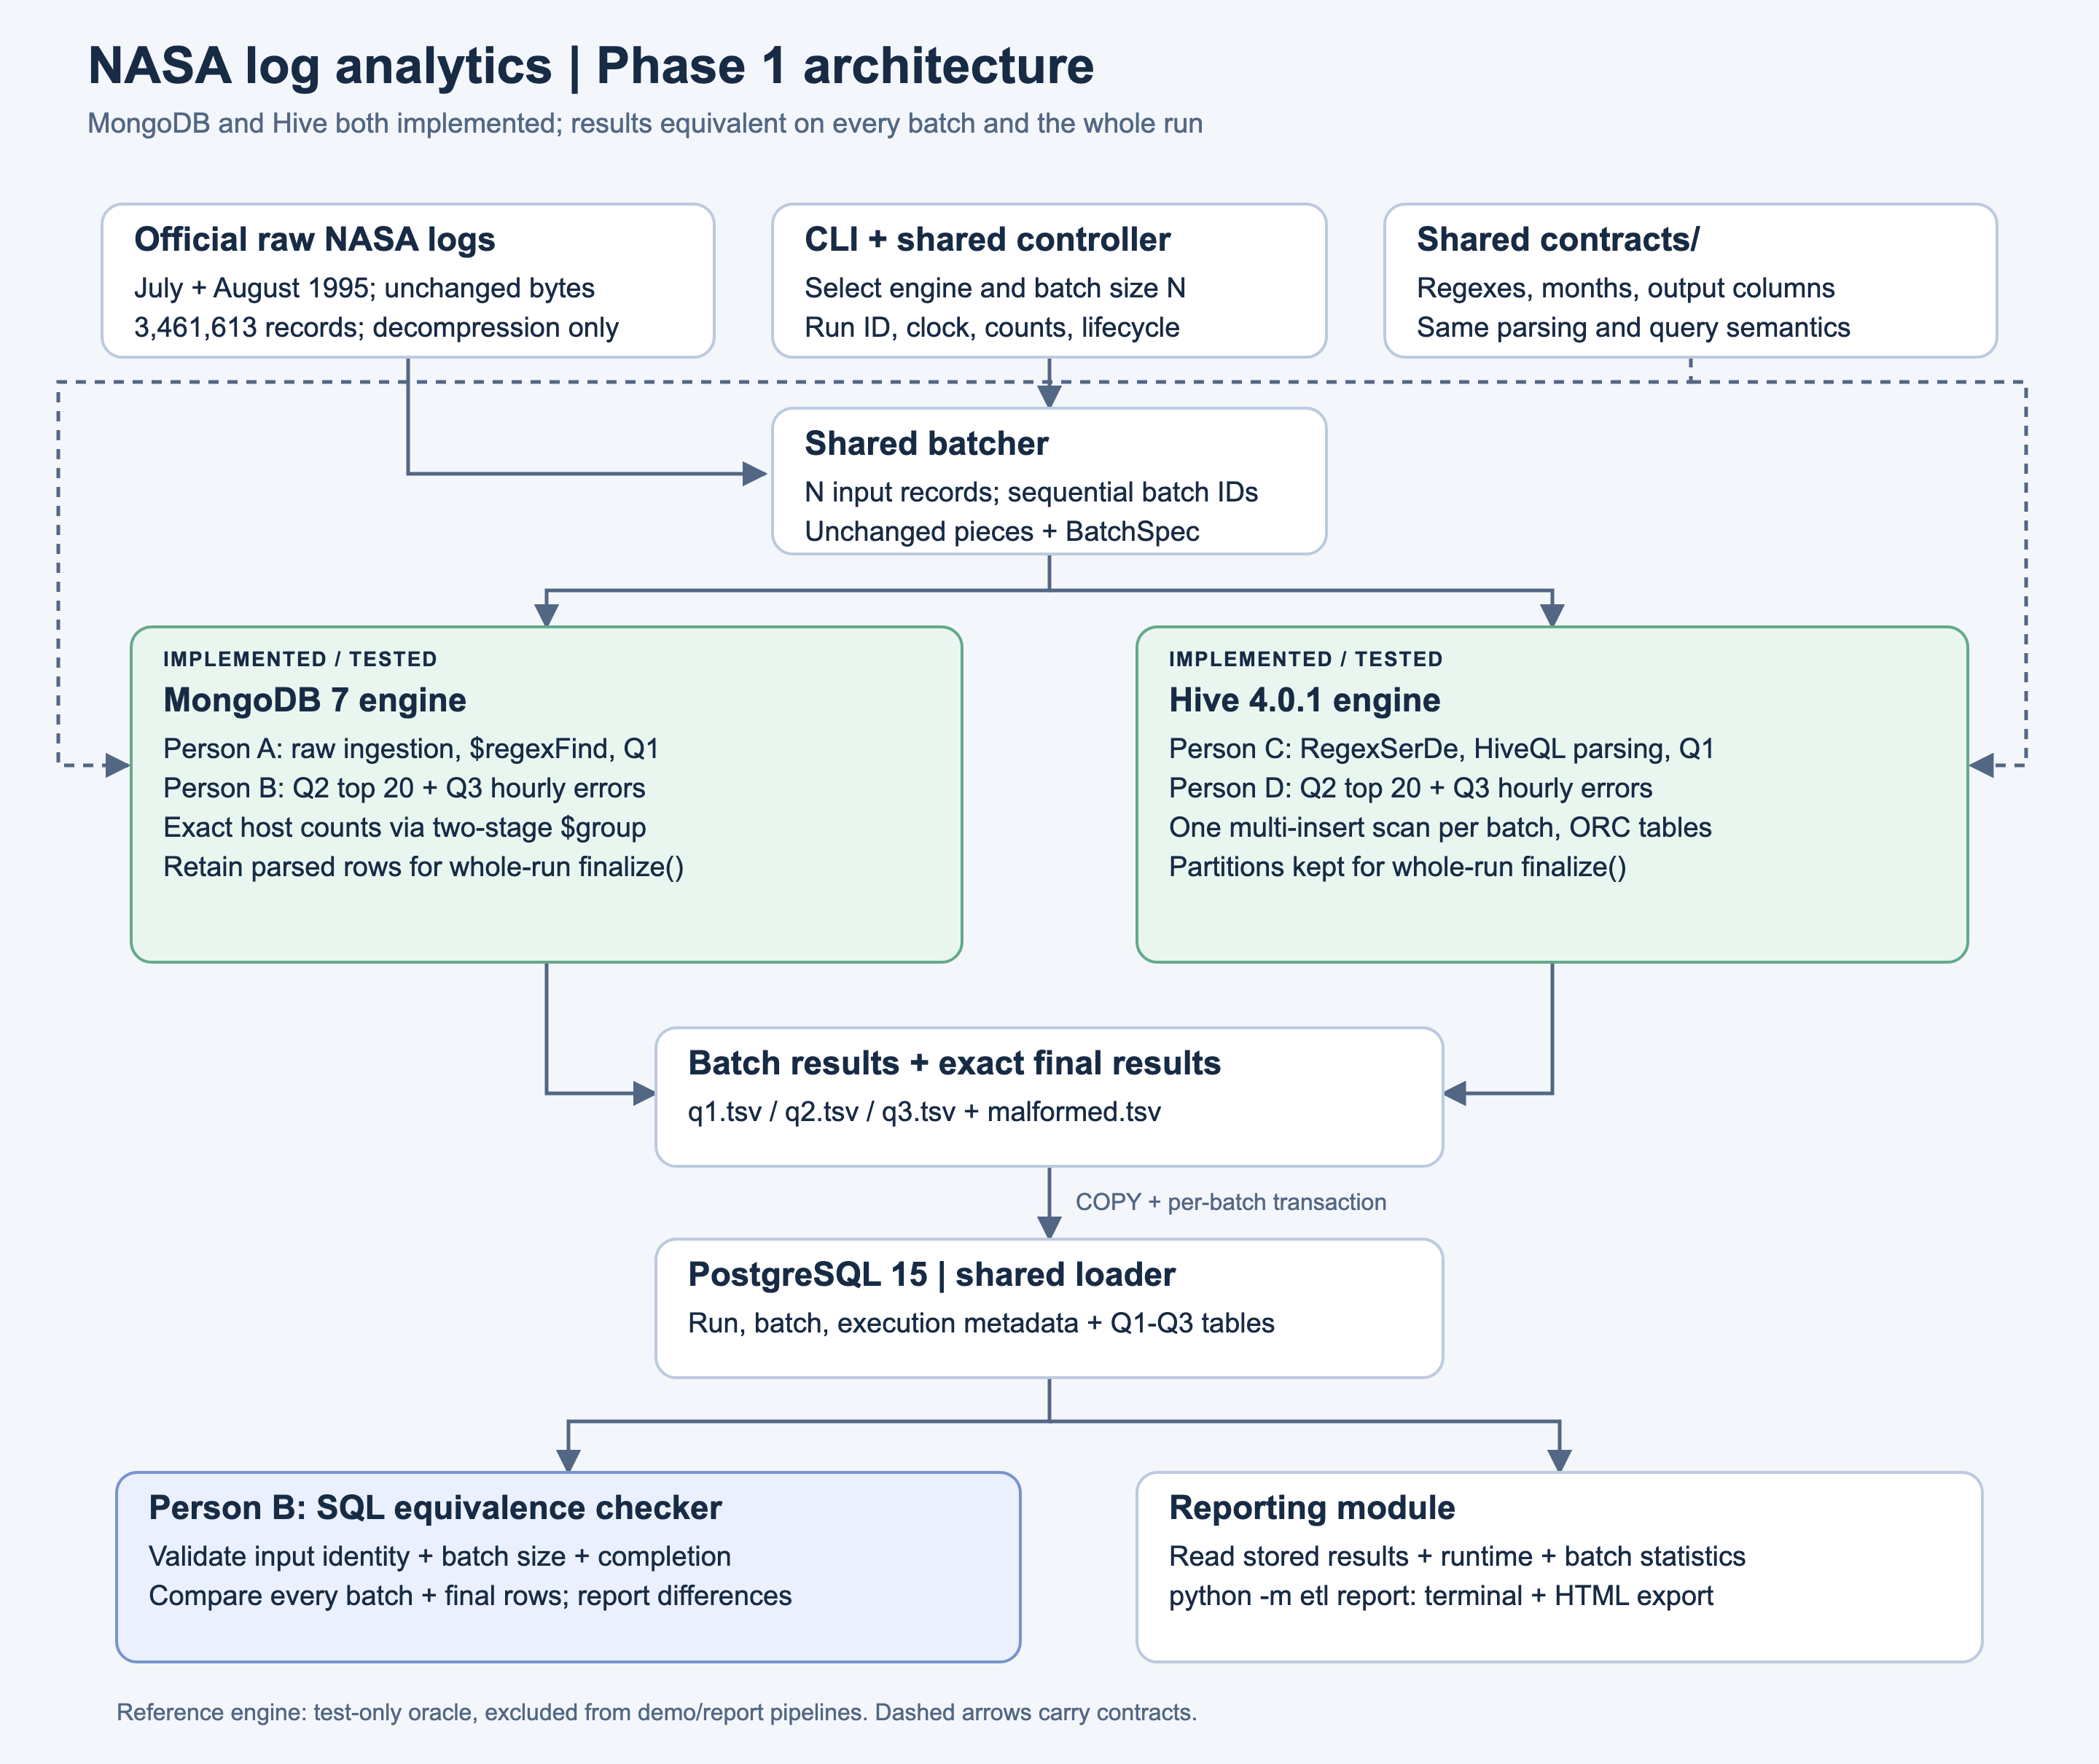 NASA log analytics | Phase 1 architecture
MongoDB and Hive both implemented; results equivalent on every batch and the whole run
Official raw NASA logs
July + August 1995; unchanged bytes
3,461,613 records; decompression only
CLI + shared controller
Select engine and batch size N
Run ID, clock, counts, lifecycle
Shared contracts/
Regexes, months, output columns
Same parsing and query semantics
Shared batcher
N input records; sequential batch IDs
Unchanged pieces + BatchSpec
IMPLEMENTED / TESTED
MongoDB 7 engine
Person A: raw ingestion, $regexFind, Q1
Person B: Q2 top 20 + Q3 hourly errors
Exact host counts via two-stage $group
Retain parsed rows for whole-run finalize()
IMPLEMENTED / TESTED
Hive 4.0.1 engine
Person C: RegexSerDe, HiveQL parsing, Q1
Person D: Q2 top 20 + Q3 hourly errors
One multi-insert scan per batch, ORC tables
Partitions kept for whole-run finalize()
Batch results + exact final results
q1.tsv / q2.tsv / q3.tsv + malformed.tsv
COPY + per-batch transaction
PostgreSQL 15 | shared loader
Run, batch, execution metadata + Q1-Q3 tables
Person B: SQL equivalence checker
Validate input identity + batch size + completion
Compare every batch + final rows; report differences
Reporting module
Read stored results + runtime + batch statistics
python -m etl report: terminal + HTML export
Reference engine: test-only oracle, excluded from demo/report pipelines. Dashed arrows carry contracts.